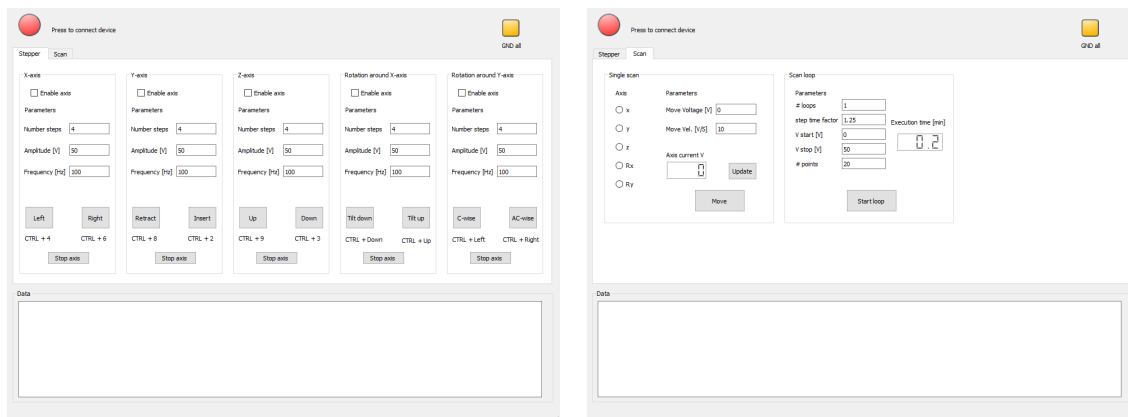 Press to connect device
GND all
Stepper Scan
X-axis Y-axis Z-axis Rotation around X-axis Rotation around Y-axis
Enable axis Enable axis Enable axis Enable axis Enable axis
Parameters Parameters Parameters Parameters Parameters
Number steps 4 Number steps 4 Number steps 4 Number steps 4 Number steps 4
Amplitude [V] 50 Amplitude [V] 50 Amplitude [V] 50 Amplitude [V] 50 Amplitude [V] 50
Frequency [Hz] 100 Frequency [Hz] 100 Frequency [Hz] 100 Frequency [Hz] 100 Frequency [Hz] 100
Left Right Retract Insert Up Down Tilt down Tilt up C-wise AC-wise
CTRL + 4 CTRL + 6 CTRL + 8 CTRL + 2 CTRL + 9 CTRL + 3 CTRL + Down CTRL + Up CTRL + Left CTRL + Right
Stop axis Stop axis Stop axis Stop axis Stop axis
Data
Press to connect device
GND all
Stepper Scan
Single scan
Axis Parameters
x Move Voltage [V] 0
y Move Vel. [V/S] 10
z
Axis current V
Rx 0 Update
Ry
Move
Scan loop
Parameters
# loops 1
step time factor 1.25 Execution time [min]
V start [V] 0
0.2
V stop [V] 50
# points 20
Start loop
Data